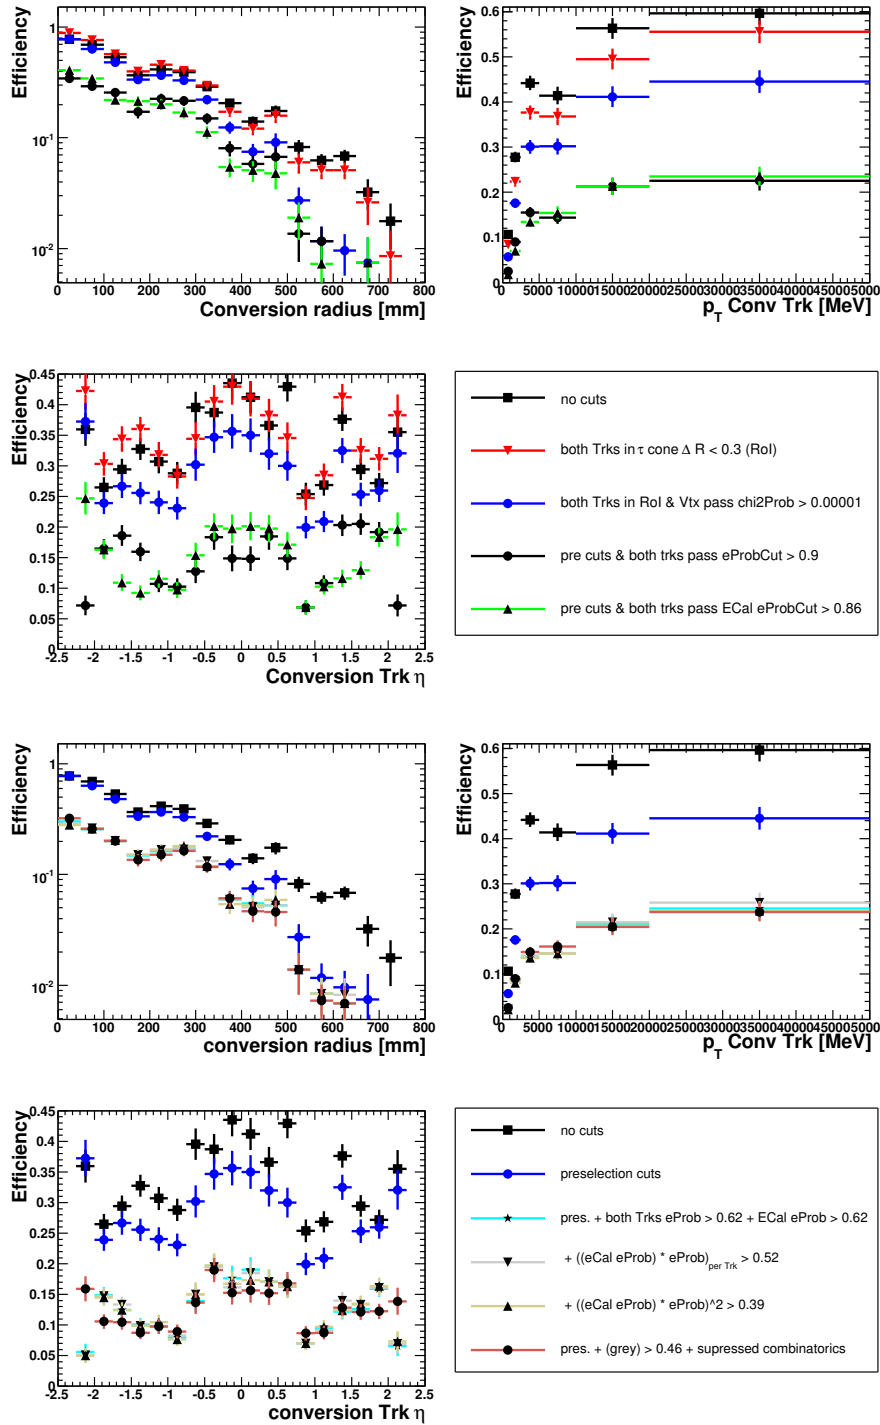 Efficiency
1
10-1
10-2
0 100 200 300 400 500 600 700 800
Conversion radius [mm]
Efficiency
0.6
0.5
0.4
0.3
0.2
0.1
0
0 5000 10000 15000 20000 25000 30000 35000 40000 45000 50000
pT Conv Trk [MeV]
Efficiency
0.45
0.4
0.35
0.3
0.25
0.2
0.15
0.1
0.05
0
-2.5 -2 -1.5 -1 -0.5 0 0.5 1 1.5 2 2.5
Conversion Trk η
no cuts
both Trks in τ cone Δ R < 0.3 (RoI)
both Trks in RoI & Vtx pass chi2Prob > 0.00001
pre cuts & both trks pass eProbCut > 0.9
pre cuts & both trks pass ECal eProbCut > 0.86
Efficiency
1
10-1
10-2
0 100 200 300 400 500 600 700 800
conversion radius [mm]
Efficiency
0.6
0.5
0.4
0.3
0.2
0.1
0
0 5000 10000 15000 20000 25000 30000 35000 40000 45000 50000
pT Conv Trk [MeV]
Efficiency
0.45
0.4
0.35
0.3
0.25
0.2
0.15
0.1
0.05
0
-2.5 -2 -1.5 -1 -0.5 0 0.5 1 1.5 2 2.5
conversion Trk η
no cuts
preselection cuts
pres. + both Trks eProb > 0.62 + ECal eProb > 0.62
+ ((eCal eProb) * eProb)per Trk > 0.52
+ ((eCal eProb) * eProb)^2 > 0.39
pres. + (grey) > 0.46 + supressed combinatorics